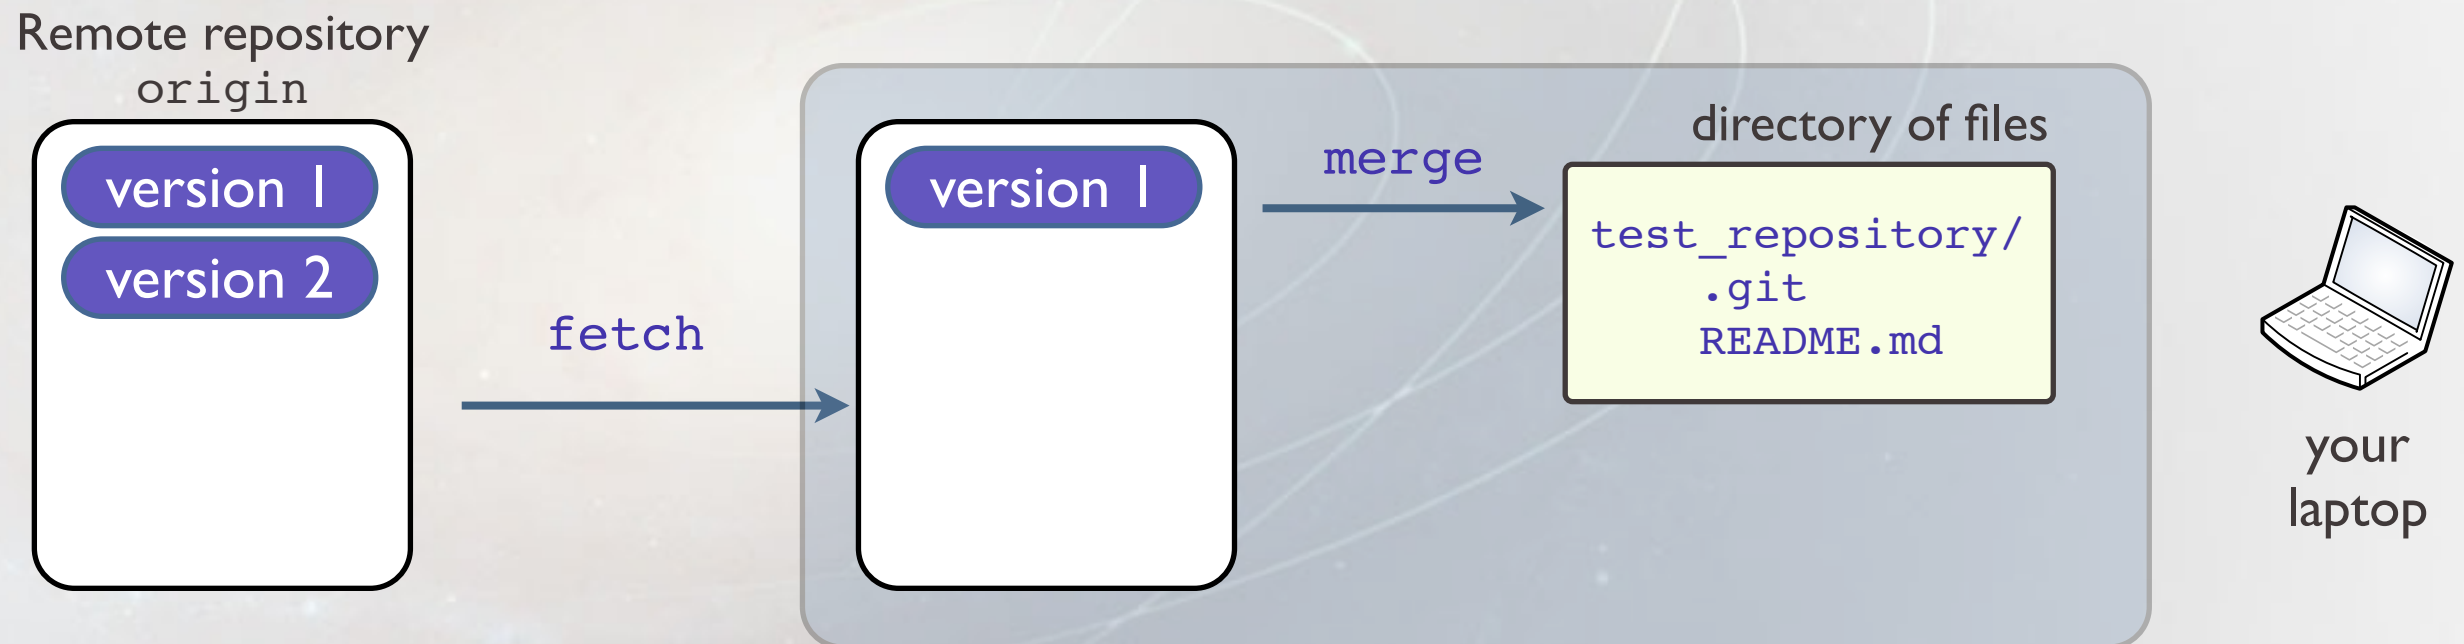 Remote repository
origin
version 1
version 2
fetch
version 1
merge
directory of files
test_repository/
.git
README.md
your
laptop